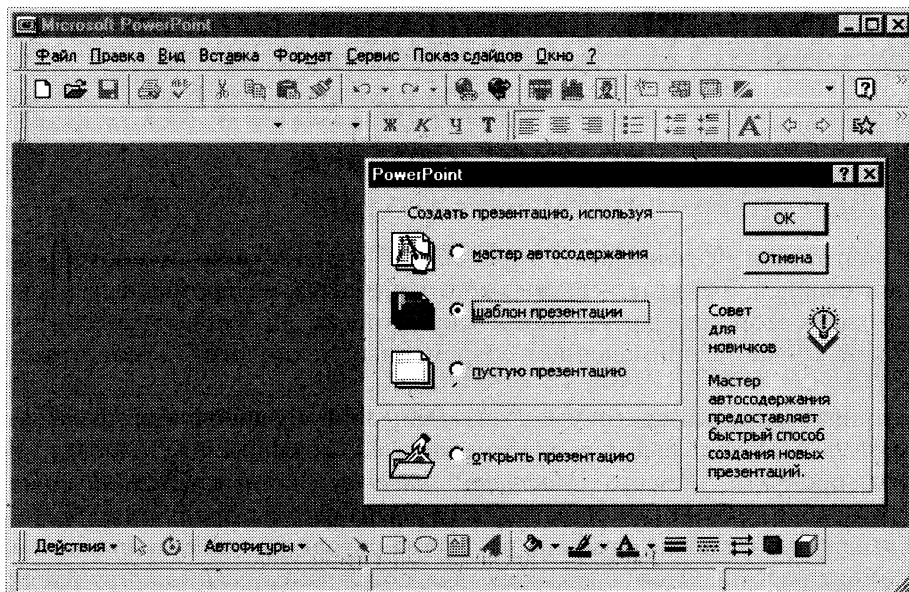 Microsoft PowerPoint
Файл Правка Вид Вставка Формат Сервис Показ слайдов Окно ?
Ж К Ч Т
PowerPoint
Создать презентацию, используя
мастер автосодержания
шаблон презентации
пустую презентацию
открыть презентацию
ОК
Отмена
Совет
для
новичков
Мастер
автосодержания
предоставляет
быстрый способ
создания новых
презентаций.
Действия Автофигуры